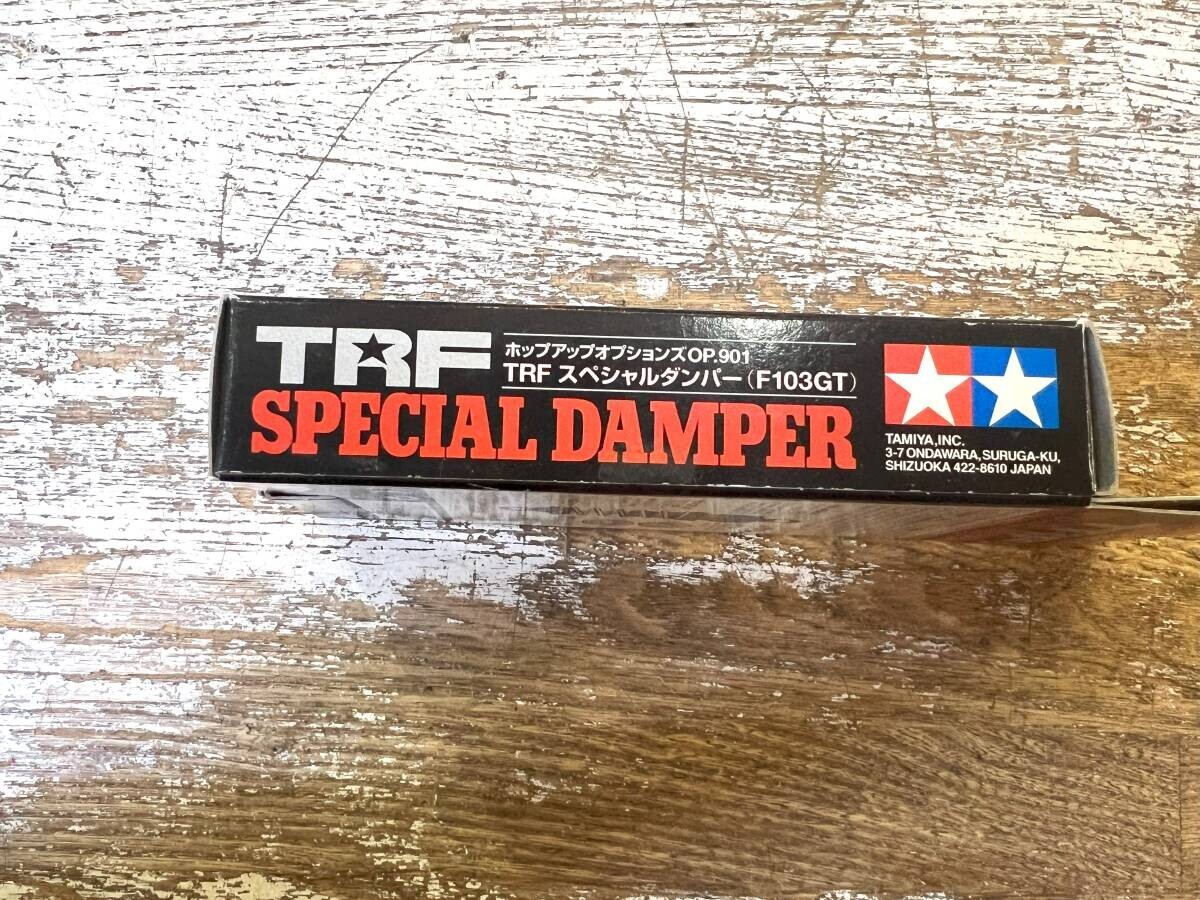 TRF
ホップアップオプションズOP.901
TRF スペシャルダンパー(F103GT)
SPECIAL DAMPER
TAMIYA,INC.
3-7 ONDAWARA,SURUGA-KU,
SHIZUOKA 422-8610 JAPAN